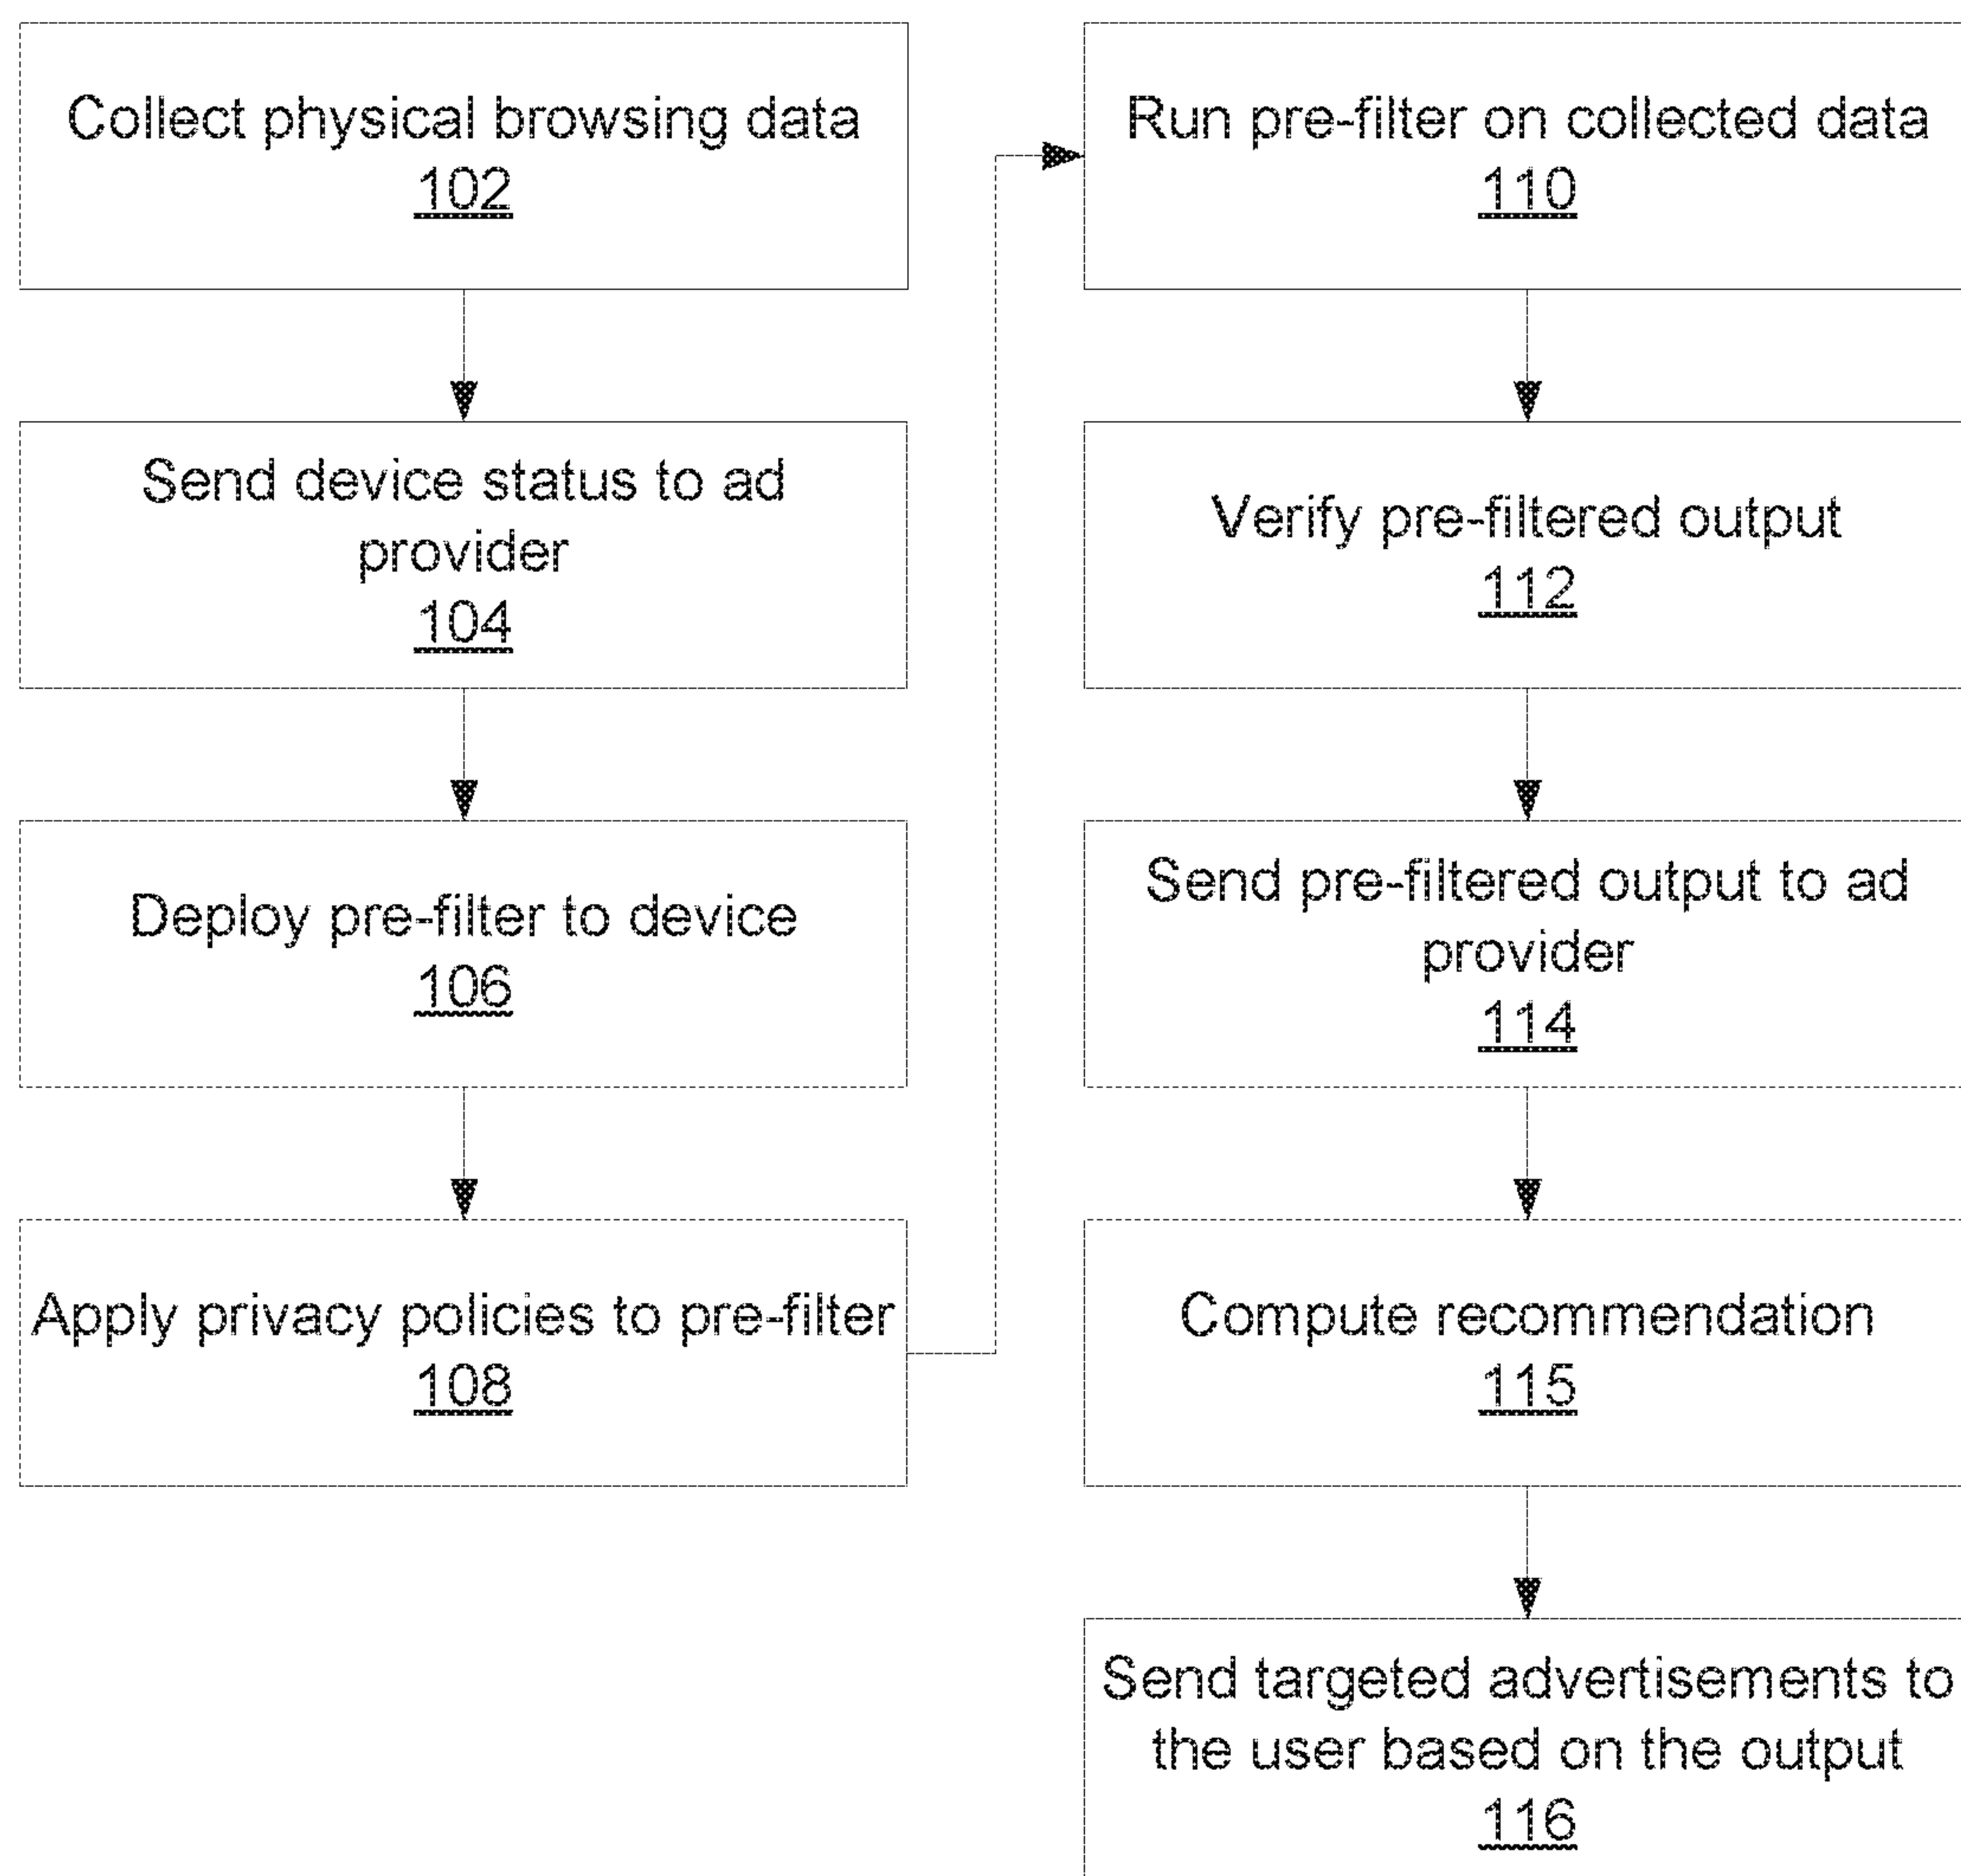 Collect physical browsing data
102
Send device status to ad
provider
104
Deploy pre-filter to device
106
Apply privacy policies to pre-filter
108
Run pre-filter on collected data
110
Verify pre-filtered output
112
Send pre-filtered output to ad
provider
114
Compute recommendation
115
Send targeted advertisements to
the user based on the output
116